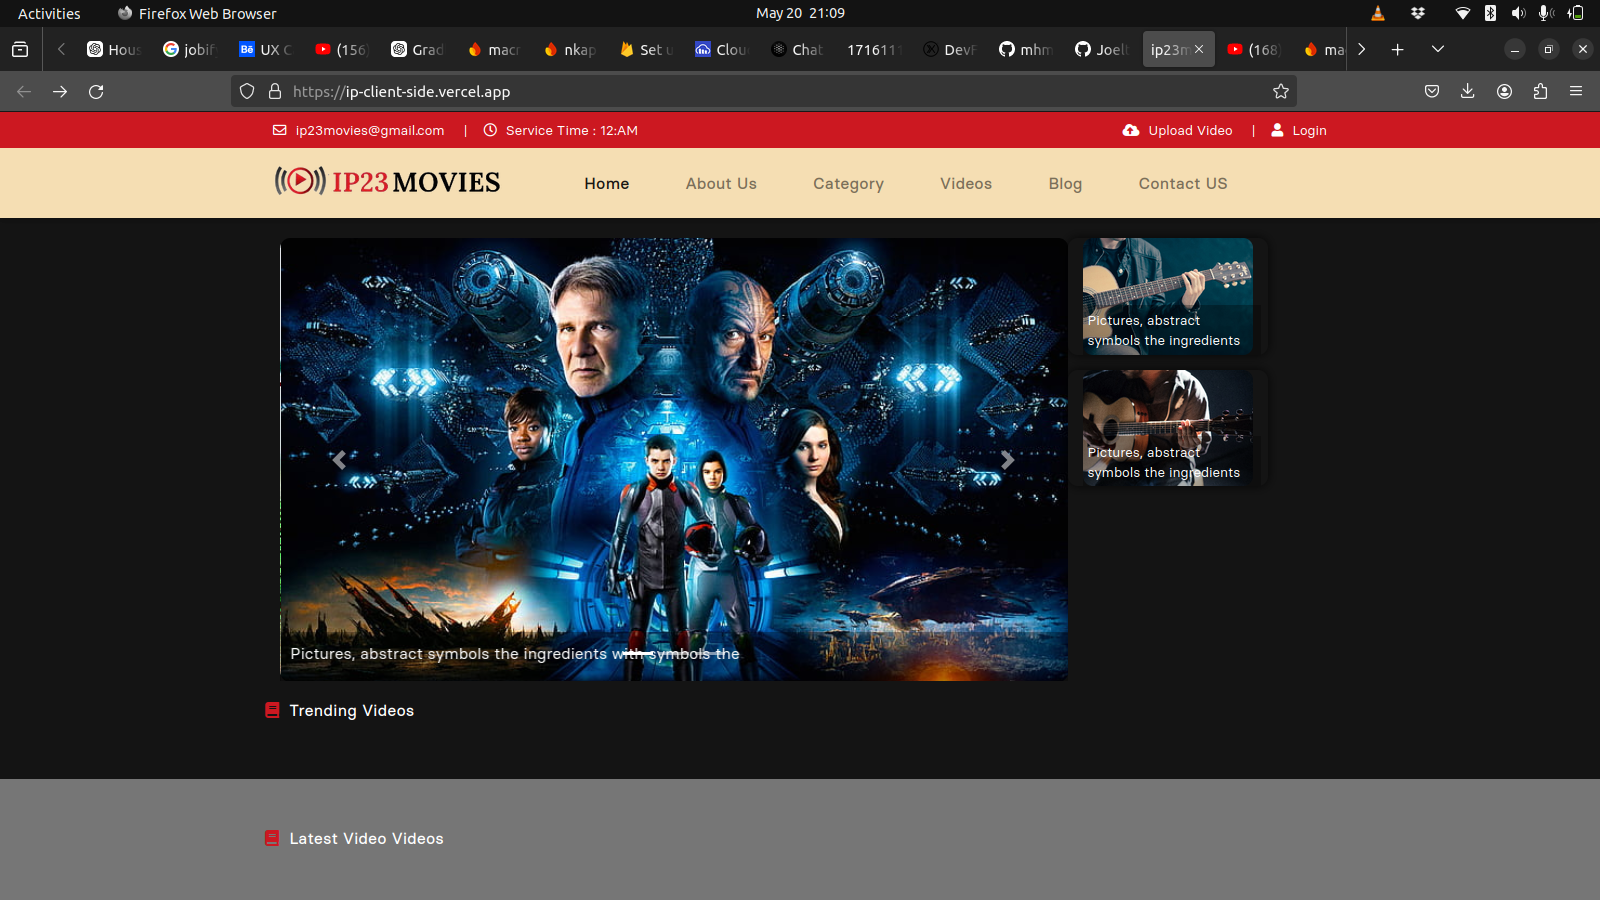 Activities Firefox Web Browser May 20 21:09
Hous jobify UX C (156) Grad macr nkap Set u Clou Chat 1716111 DevF mhm Joelt ip23m (168) ma
https://ip-client-side.vercel.app
ip23movies@gmail.com | Service Time : 12:AM Upload Video | Login
IP23 MOVIES Home About Us Category Videos Blog Contact US
Pictures, abstract
symbols the ingredients
Pictures, abstract
symbols the ingredients
Pictures, abstract symbols the ingredients with symbols the
Trending Videos
Latest Video Videos